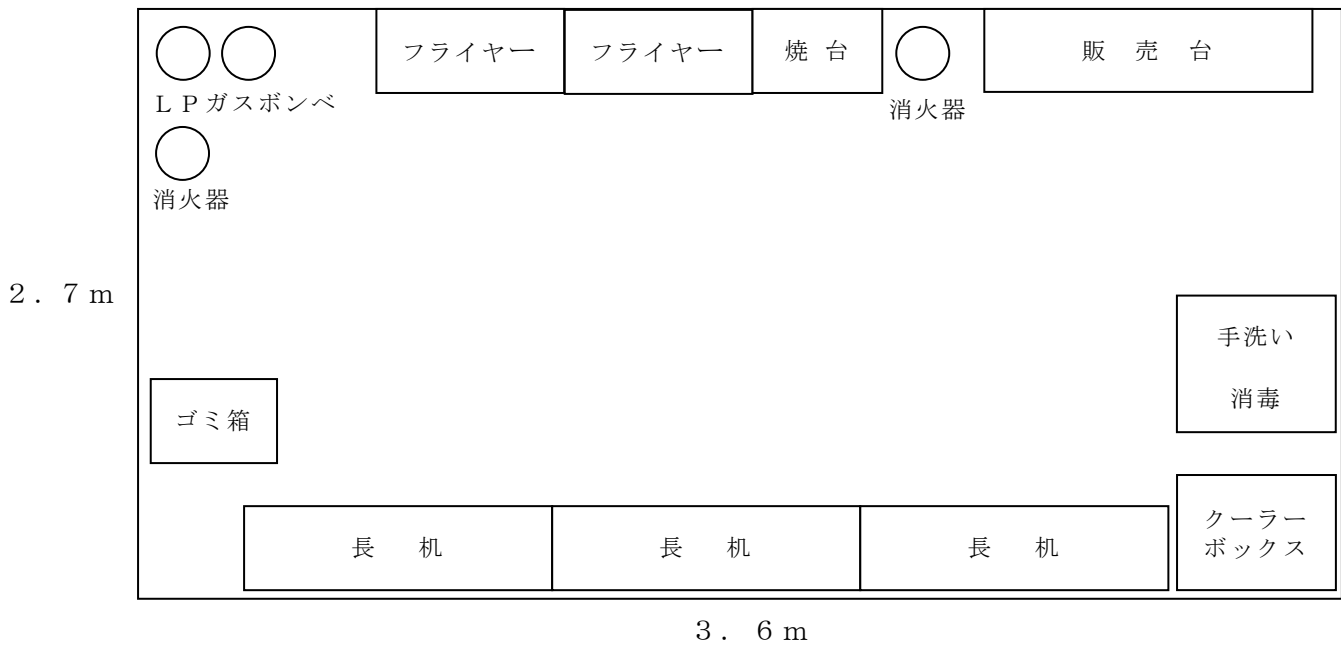 フライヤー
フライヤー
焼 台
販 売 台
ＬＰガスボンベ
消火器
消火器
２．７ｍ
手洗い
消毒
ゴミ箱
長 机
長 机
長 机
クーラー
ボックス
３．６ｍ